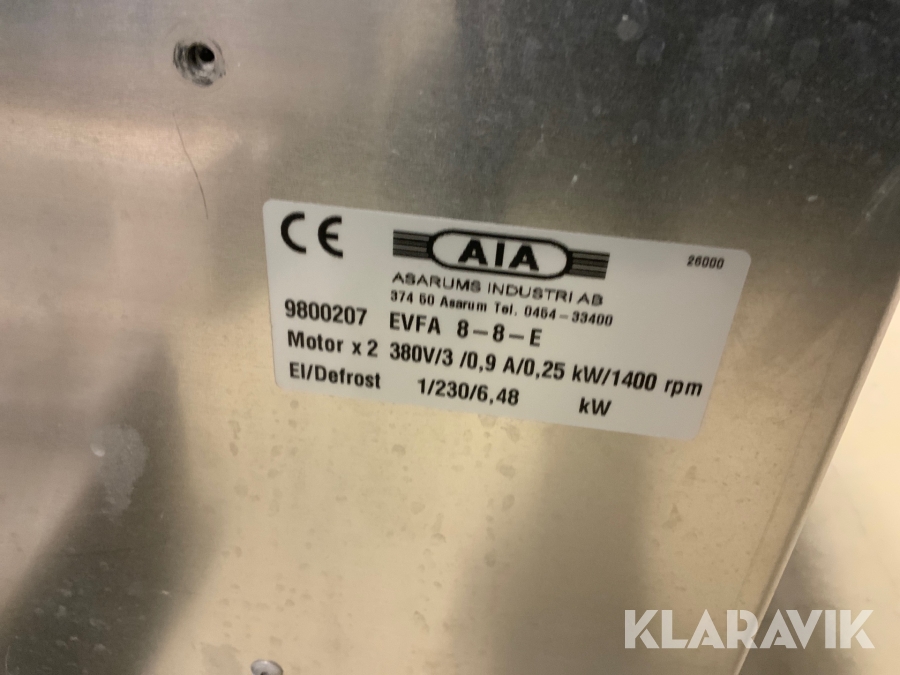 CE
AIA
26000
ASARUMS INDUSTRI AB
374 50 Asarum Tel. 0454-33400
9800207 EVFA 8-8-E
Motor x 2 380V/3 /0,9 A/0,25 kW/1400 rpm
El/Defrost 1/230/6,48 kW
KLARAVIK